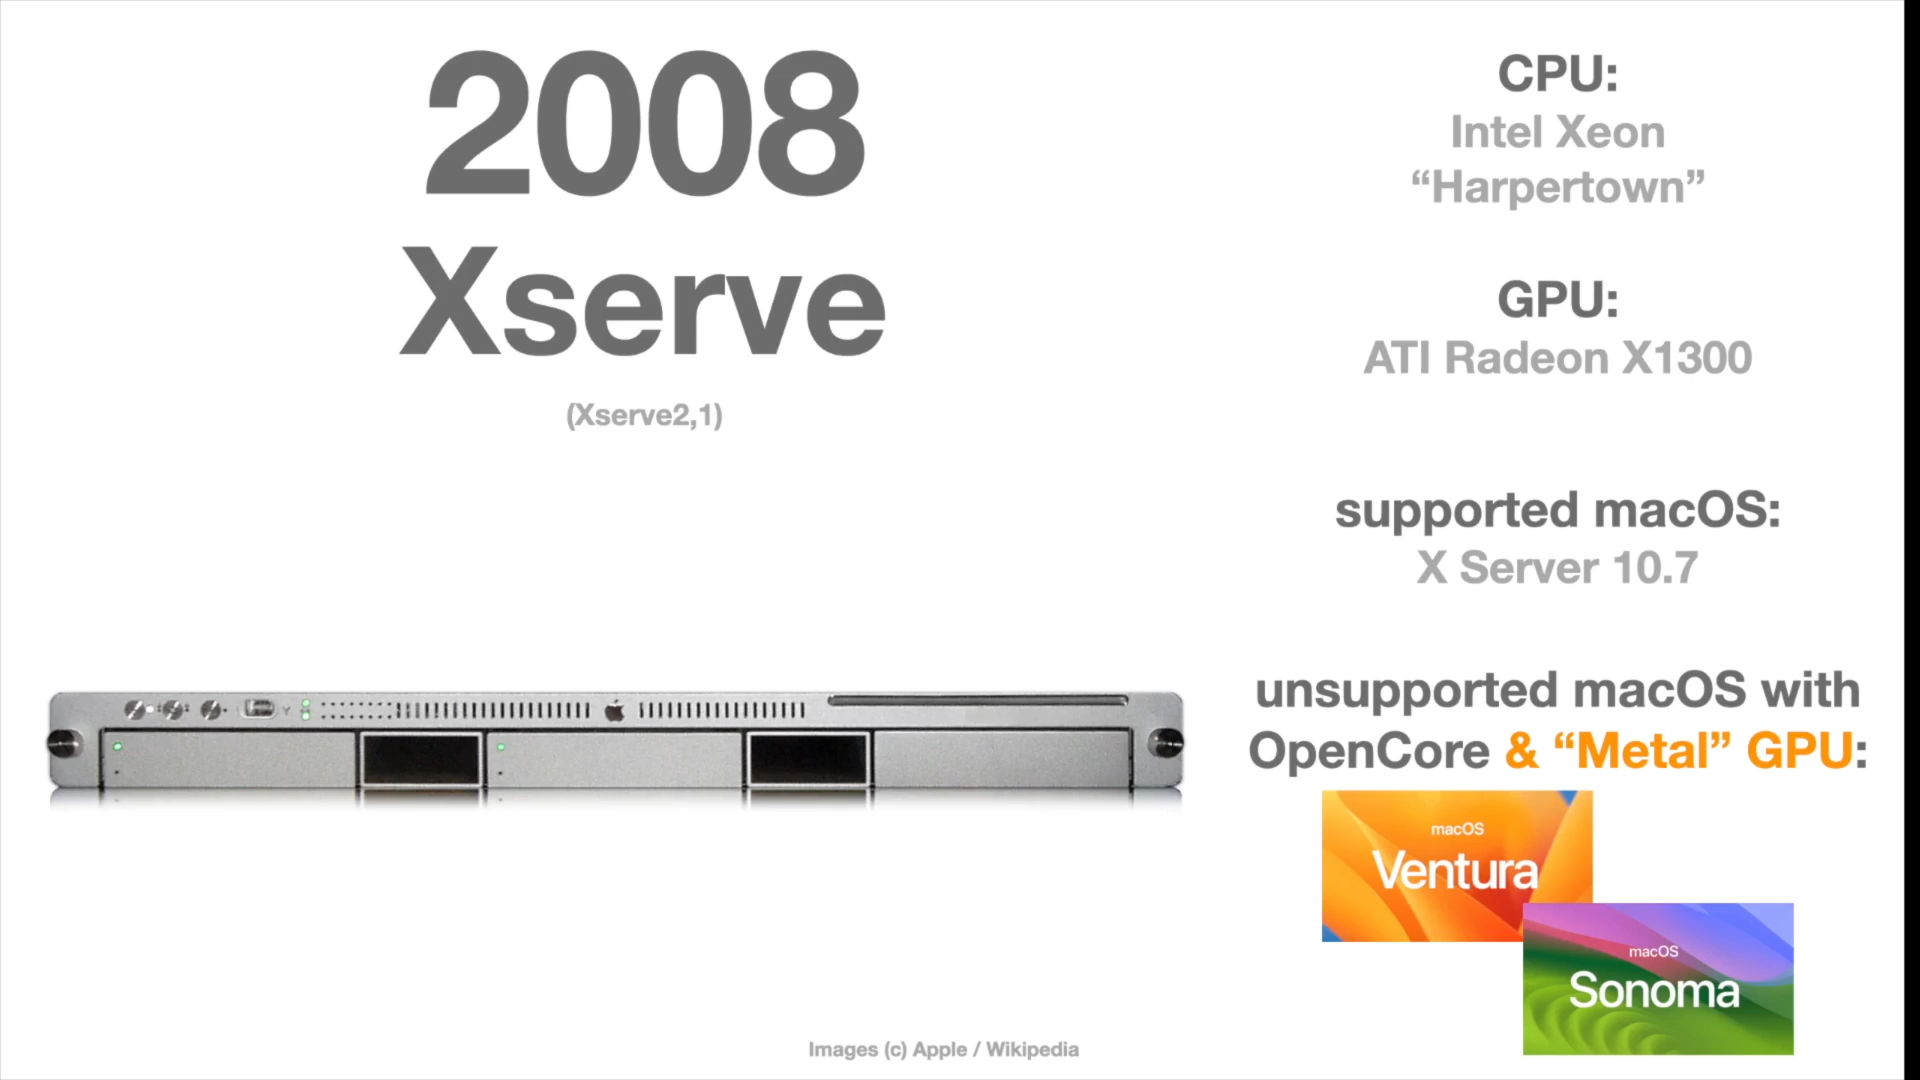 2008
Xserve
(Xserve2,1)
CPU:
Intel Xeon
“Harpertown”
GPU:
ATI Radeon X1300
supported macOS:
X Server 10.7
unsupported macOS with
OpenCore & “Metal” GPU:
macOS
Ventura
macOS
Sonoma
Images (c) Apple / Wikipedia